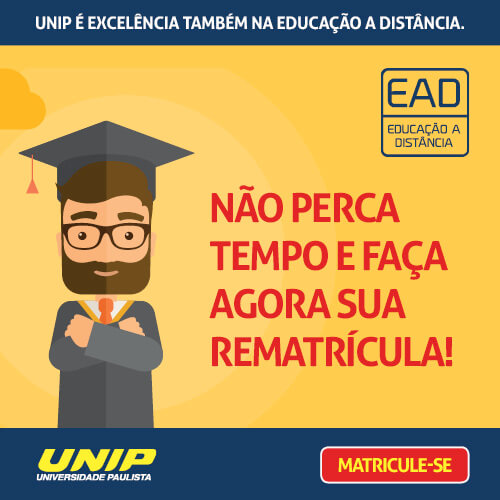 UNIP É EXCELÊNCIA TAMBÉM NA EDUCAÇÃO A DISTÂNCIA.
EAD
EDUCAÇÃO A
DISTÂNCIA
NÃO PERCA
TEMPO E FAÇA
AGORA SUA
REMATRÍCULA!
UNIP
UNIVERSIDADE PAULISTA
MATRICULE-SE